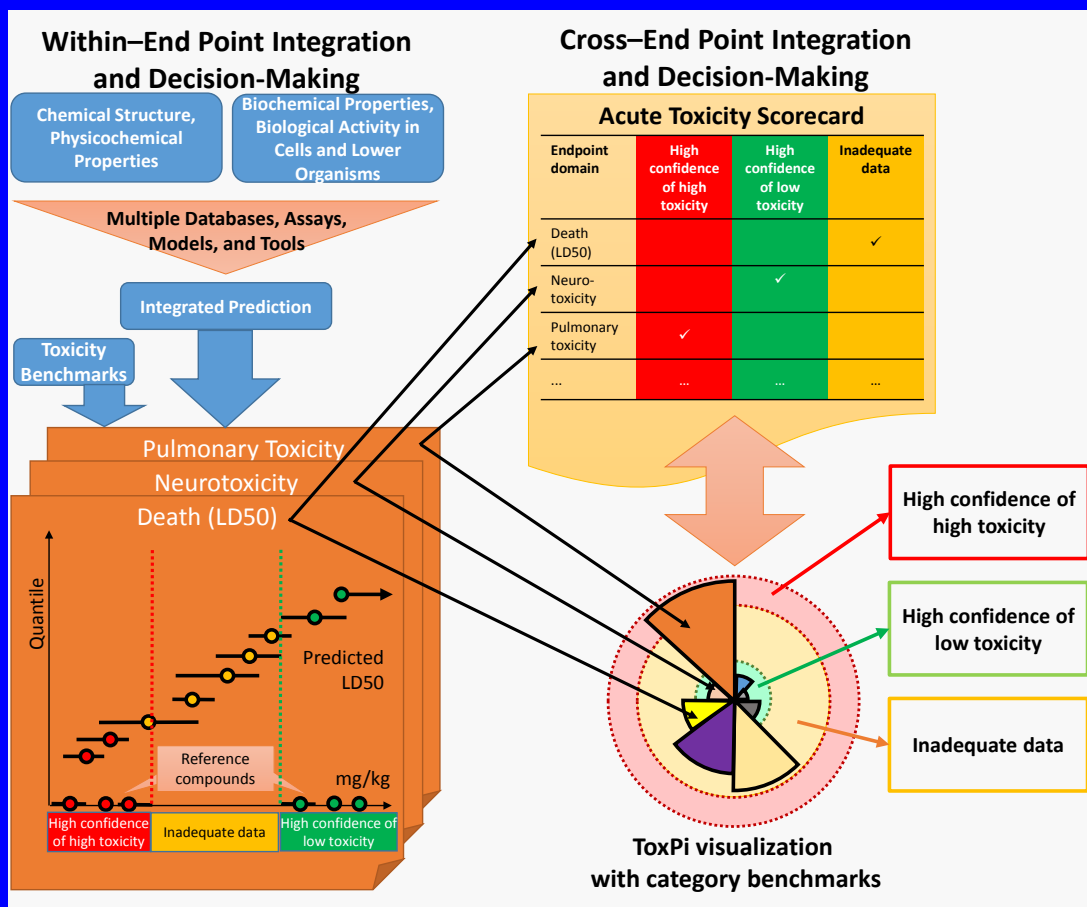 Within–End Point Integration
and Decision-Making
Chemical Structure,
Physicochemical
Properties
Biochemical Properties,
Biological Activity in
Cells and Lower
Organisms
Multiple Databases, Assays,
Models, and Tools
Integrated Prediction
Toxicity
Benchmarks
Pulmonary Toxicity
Neurotoxicity
Death (LD50)
Quantile
Predicted
LD50
Reference
compounds
mg/kg
High confidence
of high toxicity
Inadequate data
High confidence of
low toxicity
Cross–End Point Integration
and Decision-Making
Acute Toxicity Scorecard
Endpoint
domain
High
confidence
of high
toxicity
High
confidence
of low
toxicity
Inadequate
data
Death
(LD50)
✓
Neuro-
toxicity
✓
Pulmonary
toxicity
✓
... ... ... ...
High confidence of
high toxicity
High confidence of
low toxicity
Inadequate data
ToxPi visualization
with category benchmarks